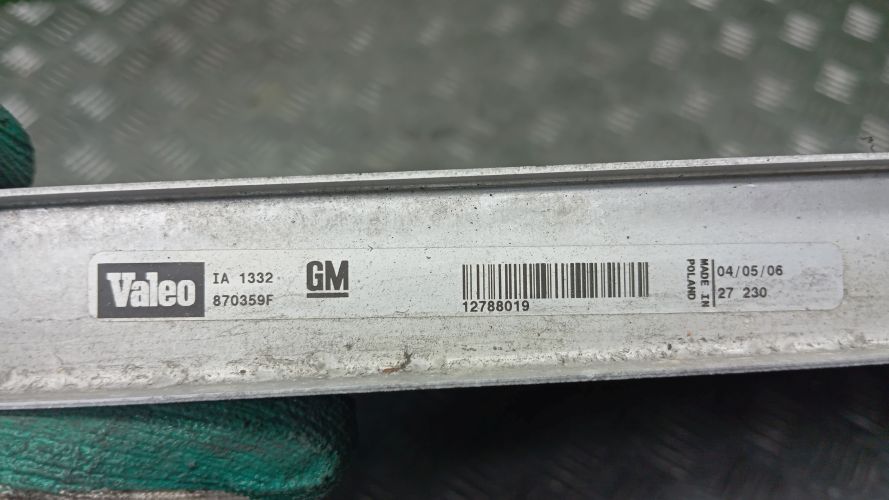 Valeo
IA 1332
870359F
GM
12788019
MADE IN
POLAND
04/05/06
27 230